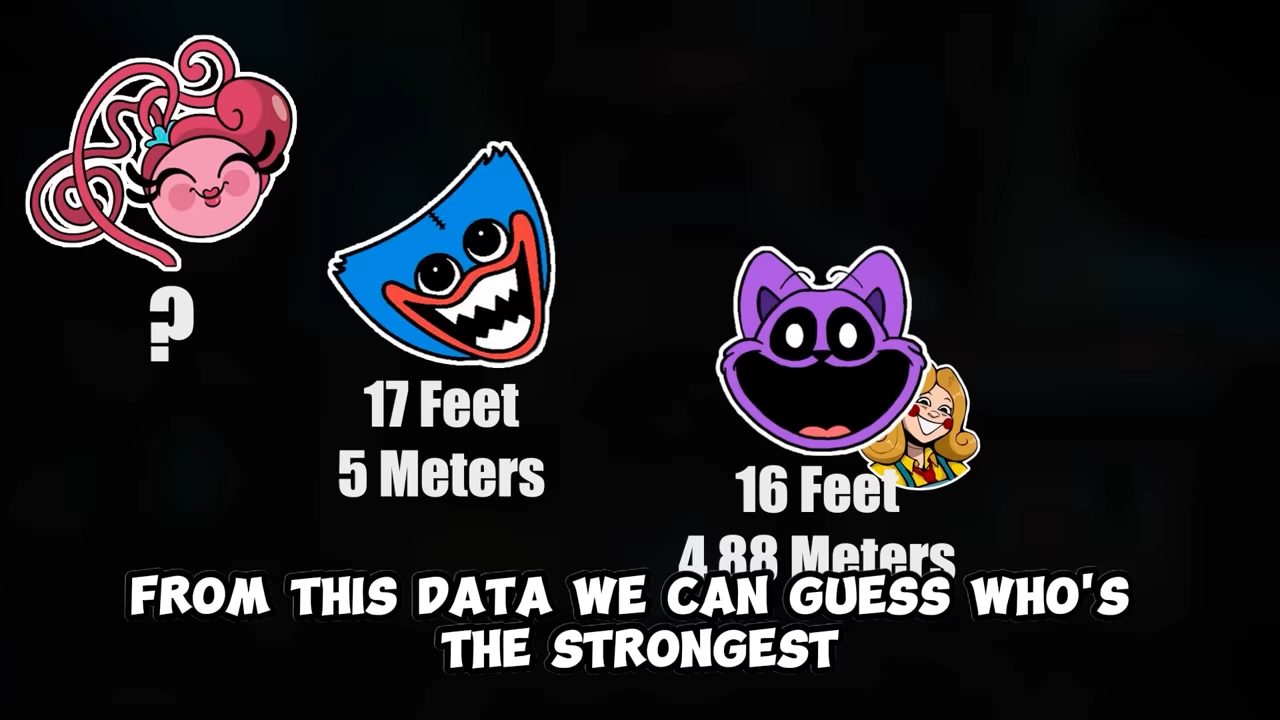 ?
17 Feet
5 Meters
16 Feet
4.88 Meters
FROM THIS DATA WE CAN GUESS WHO'S
THE STRONGEST